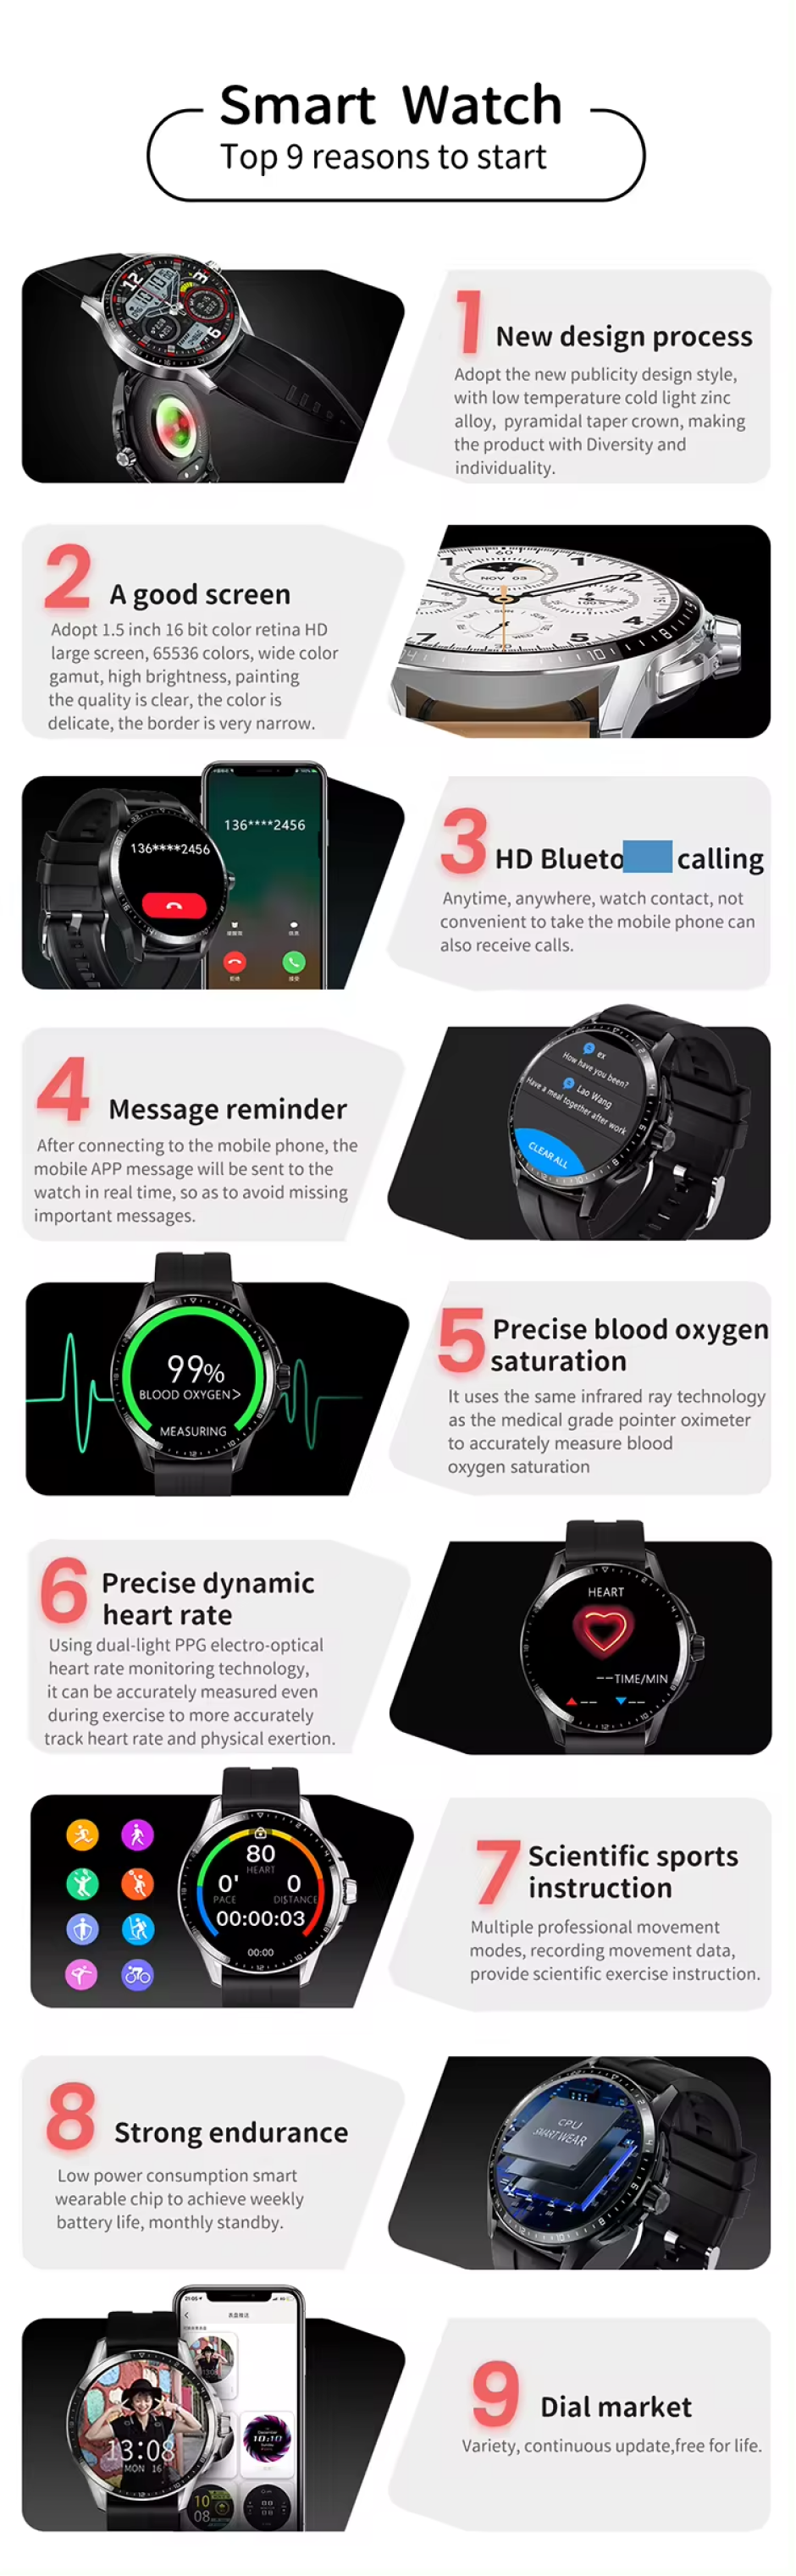 Smart Watch
Top 9 reasons to start
1 New design process
Adopt the new publicity design style,
with low temperature cold light zinc
alloy, pyramidal taper crown, making
the product with Diversity and
individuality.
2 A good screen
Adopt 1.5 inch 16 bit color retina HD
large screen, 65536 colors, wide color
gamut, high brightness, painting
the quality is clear, the color is
delicate, the border is very narrow.
NOV 03
136****2456
136****2456
3 HD Blueto calling
Anytime, anywhere, watch contact, not
convenient to take the mobile phone can
also receive calls.
4 Message reminder
After connecting to the mobile phone, the
mobile APP message will be sent to the
watch in real time, so as to avoid missing
important messages.
ex
How have you been?
Lao Wang
Have a meal together after work
CLEAR ALL
99%
BLOOD OXYGEN>
MEASURING
5 Precise blood oxygen
saturation
It uses the same infrared ray technology
as the medical grade pointer oximeter
to accurately measure blood
oxygen saturation
6 Precise dynamic
heart rate
Using dual-light PPG electro-optical
heart rate monitoring technology,
it can be accurately measured even
during exercise to more accurately
track heart rate and physical exertion.
HEART
--TIME/MIN
-- --
80
HEART
0' 0
PACE DISTANCE
00:00:03
00:00
7 Scientific sports
instruction
Multiple professional movement
modes, recording movement data,
provide scientific exercise instruction.
8 Strong endurance
Low power consumption smart
wearable chip to achieve weekly
battery life, monthly standby.
CPU
SMARTWEAR
13:08
MON 16
10:10
10
08
9 Dial market
Variety, continuous update,free for life.